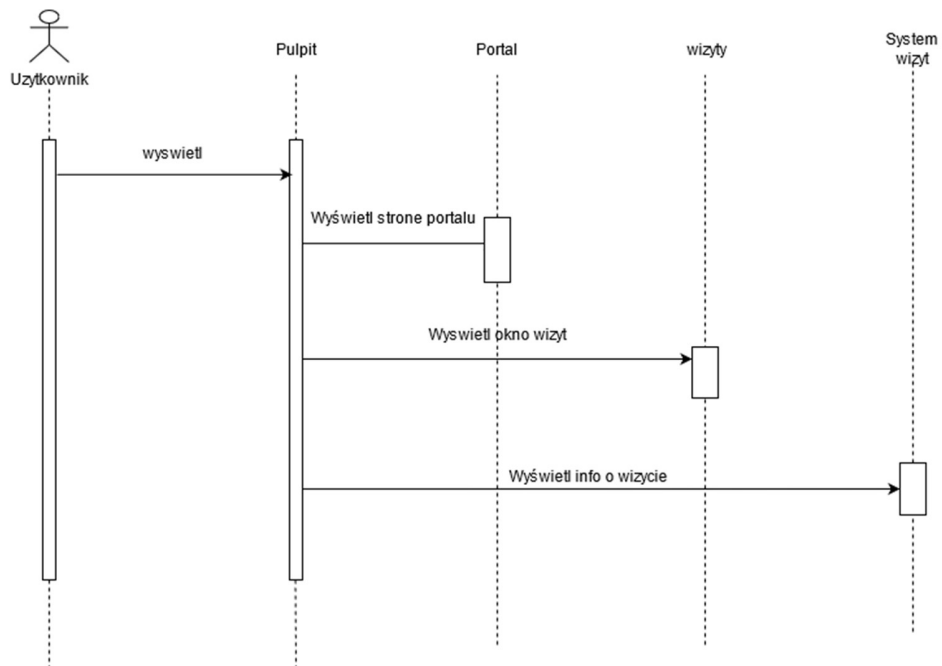 Uzytkownik
Pulpit
Portal
wizyty
System
wizyt
wyswietl
Wyświetl strone portalu
Wyswietl okno wizyt
Wyświetl info o wizycie